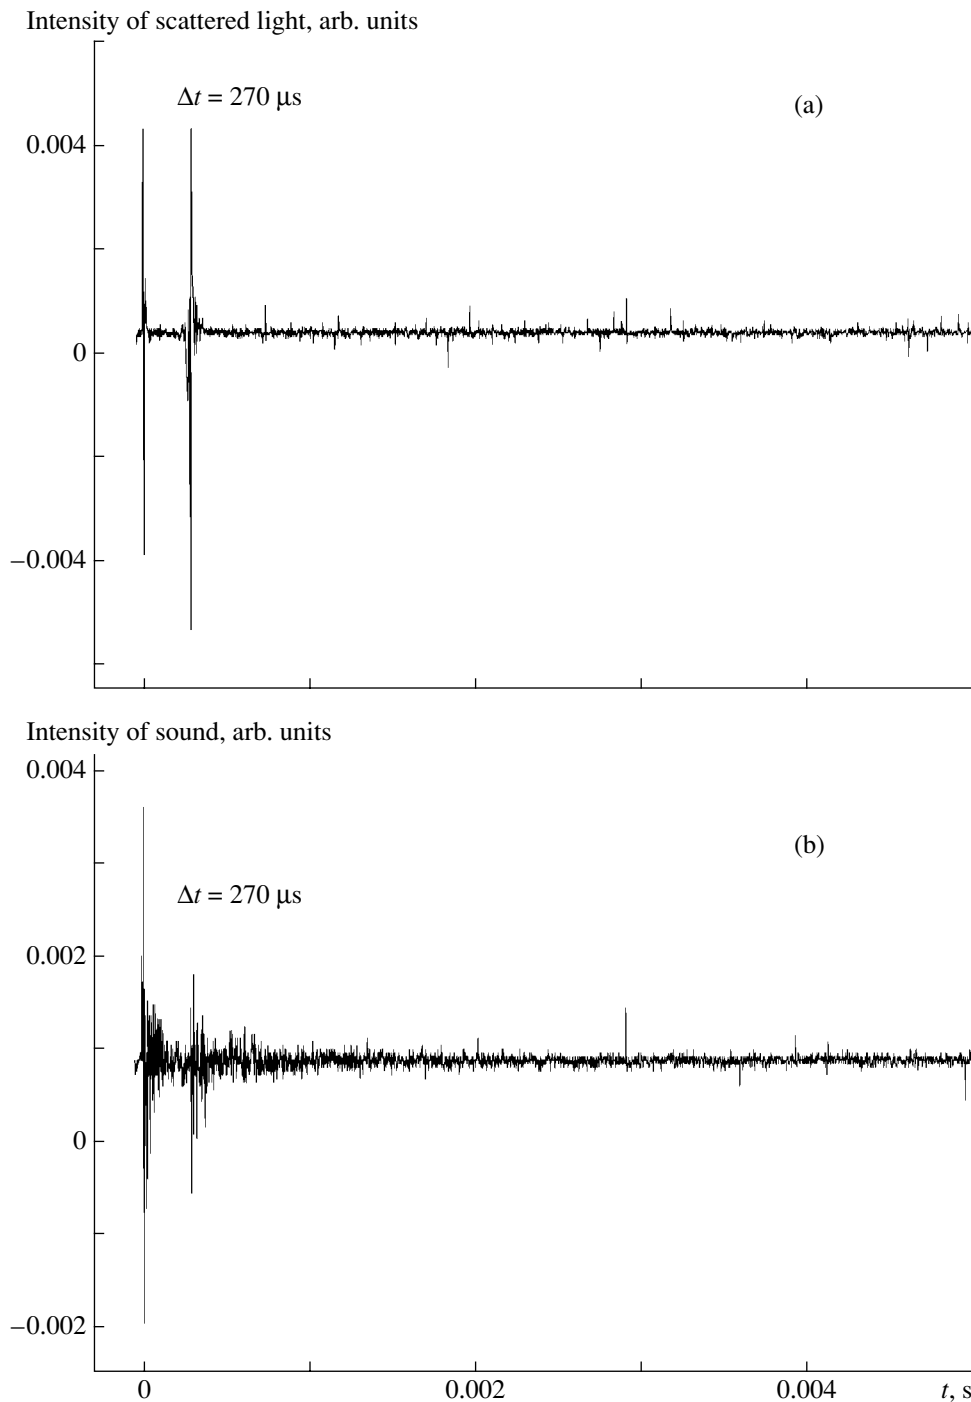 Intensity of scattered light, arb. units
Δt = 270 μs
(a)
0.004
0
–0.004
Intensity of sound, arb. units
0.004
(b)
Δt = 270 μs
0.002
0
–0.002
0 0.002 0.004 t, s